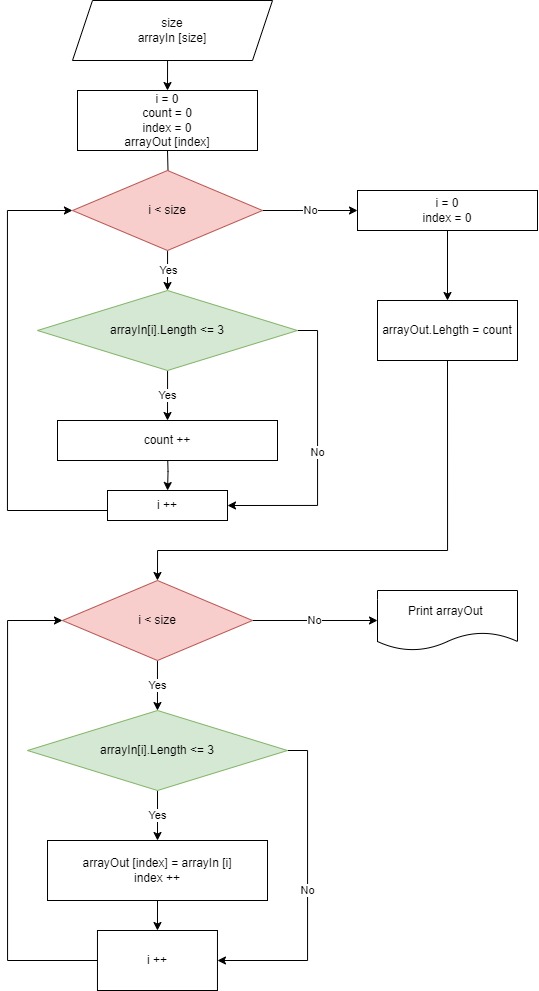 size
arrayIn [size]
i = 0
count = 0
index = 0
arrayOut [index]
i < size
No
i = 0
index = 0
Yes
arrayIn[i].Length <= 3
arrayOut.Lehgth = count
Yes
count ++
No
i ++
i < size
No
Print arrayOut
Yes
arrayIn[i].Length <= 3
Yes
arrayOut [index] = arrayIn [i]
index ++
No
i ++